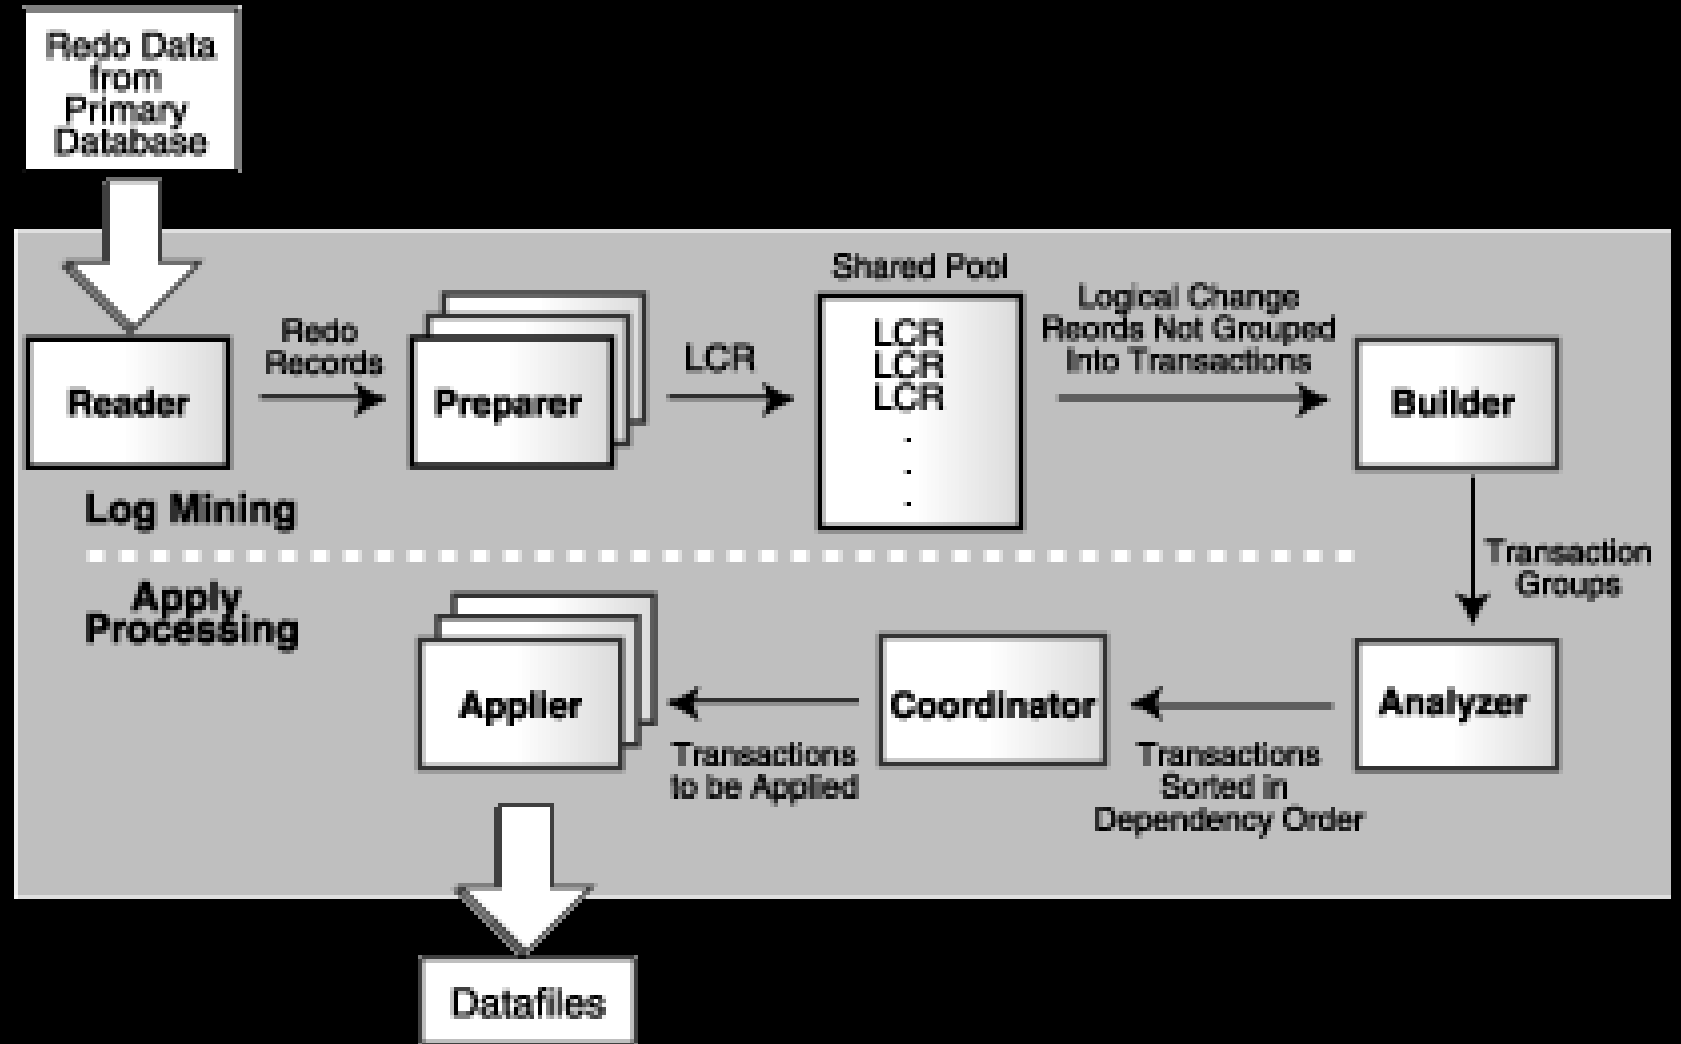 Redo Data
from
Primary
Database
Shared Pool
Redo
Records
LCR
LCR
LCR
LCR
.
.
.
Logical Change
Reords Not Grouped
Into Transactions
Reader
Preparer
Builder
Log Mining
Transaction
Groups
Apply
Processing
Applier
Coordinator
Analyzer
Transactions
to be Applied
Transactions
Sorted in
Dependency Order
Datafiles